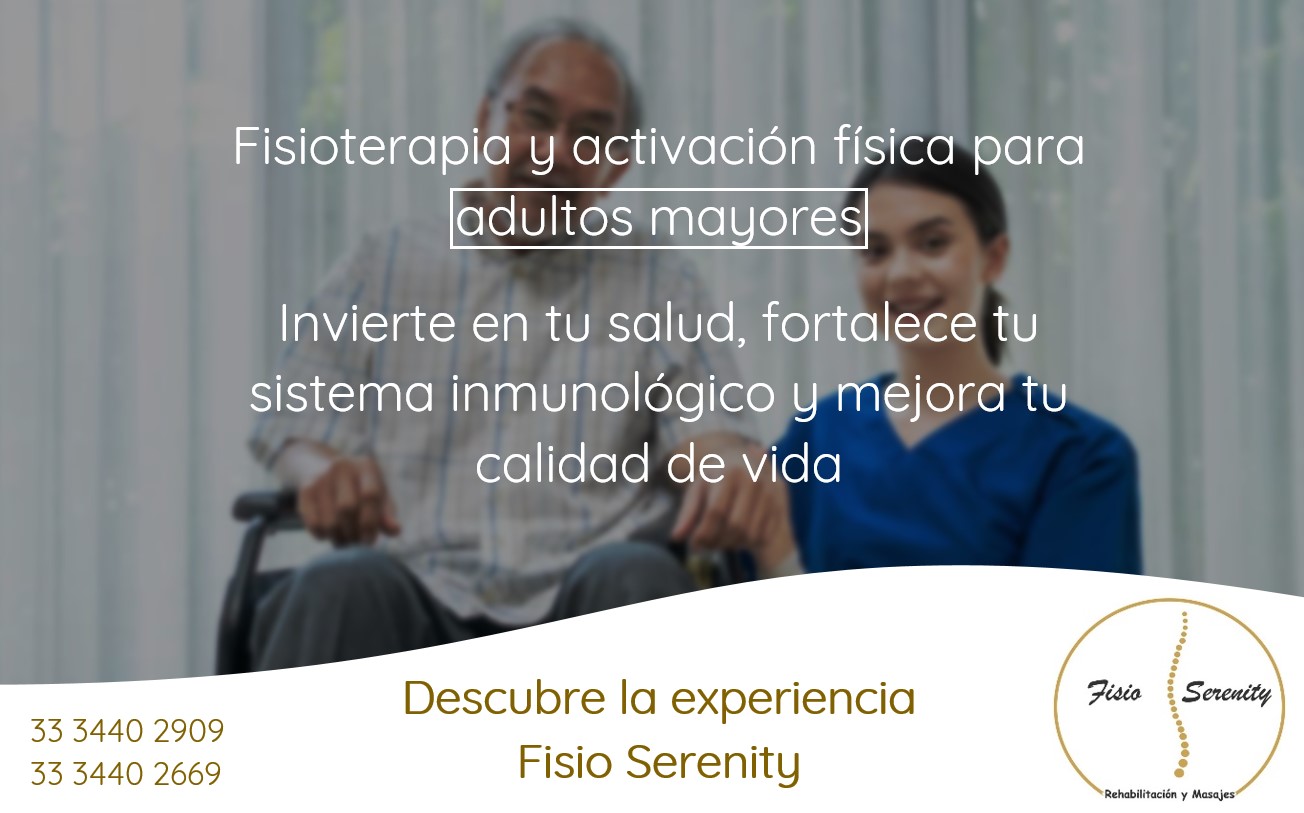 Fisioterapia y activación física para
adultos mayores
Invierte en tu salud, fortalece tu
sistema inmunológico y mejora tu
calidad de vida
Descubre la experiencia
Fisio Serenity
33 3440 2909
33 3440 2669
Fisio Serenity
Rehabilitación y Masajes